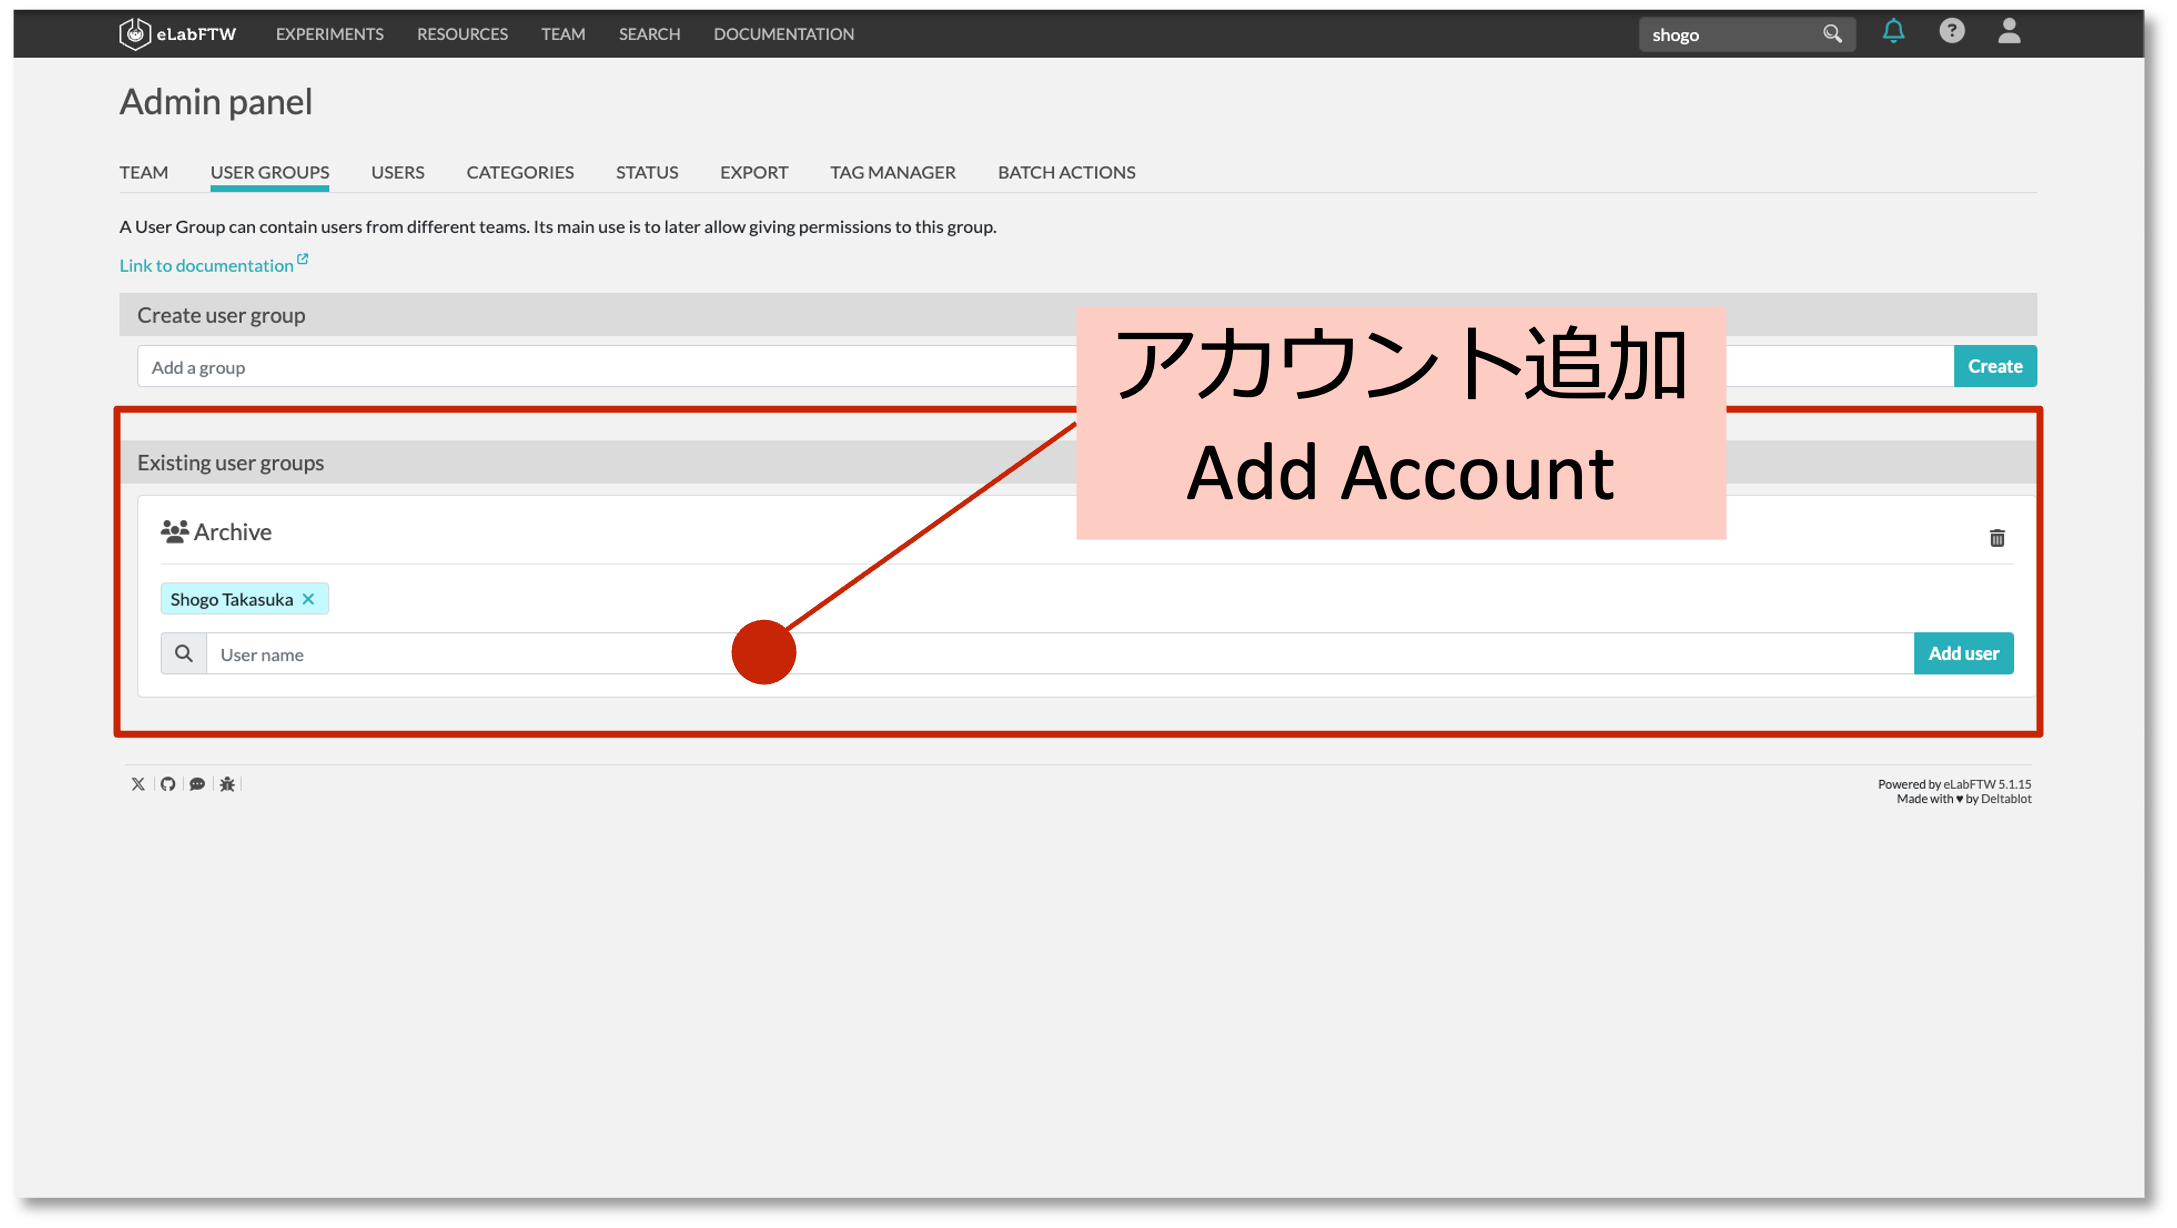 eLabFTW EXPERIMENTS RESOURCES TEAM SEARCH DOCUMENTATION shogo
Admin panel
TEAM USER GROUPS USERS CATEGORIES STATUS EXPORT TAG MANAGER BATCH ACTIONS
A User Group can contain users from different teams. Its main use is to later allow giving permissions to this group.
Link to documentation
Create user group
Add a group
Create
アカウント追加
Add Account
Existing user groups
Archive
Shogo Takasuka
User name
Add user
Powered by eLabFTW 5.1.15
Made with ♥ by Deltablot